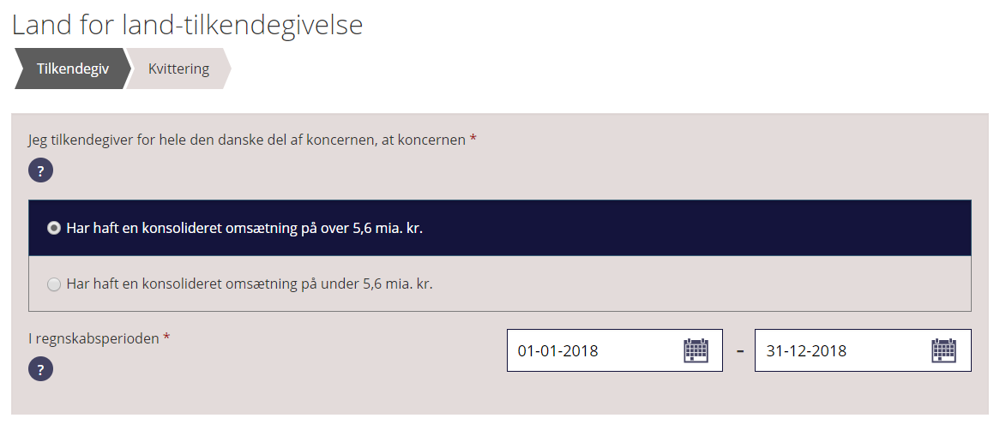 Land for land-tilkendegivelse
Tilkendegiv
Kvittering
Jeg tilkendegiver for hele den danske del af koncernen, at koncernen *
?
Har haft en konsolideret omsætning på over 5,6 mia. kr.
Har haft en konsolideret omsætning på under 5,6 mia. kr.
I regnskabsperioden *
01-01-2018 – 31-12-2018
?